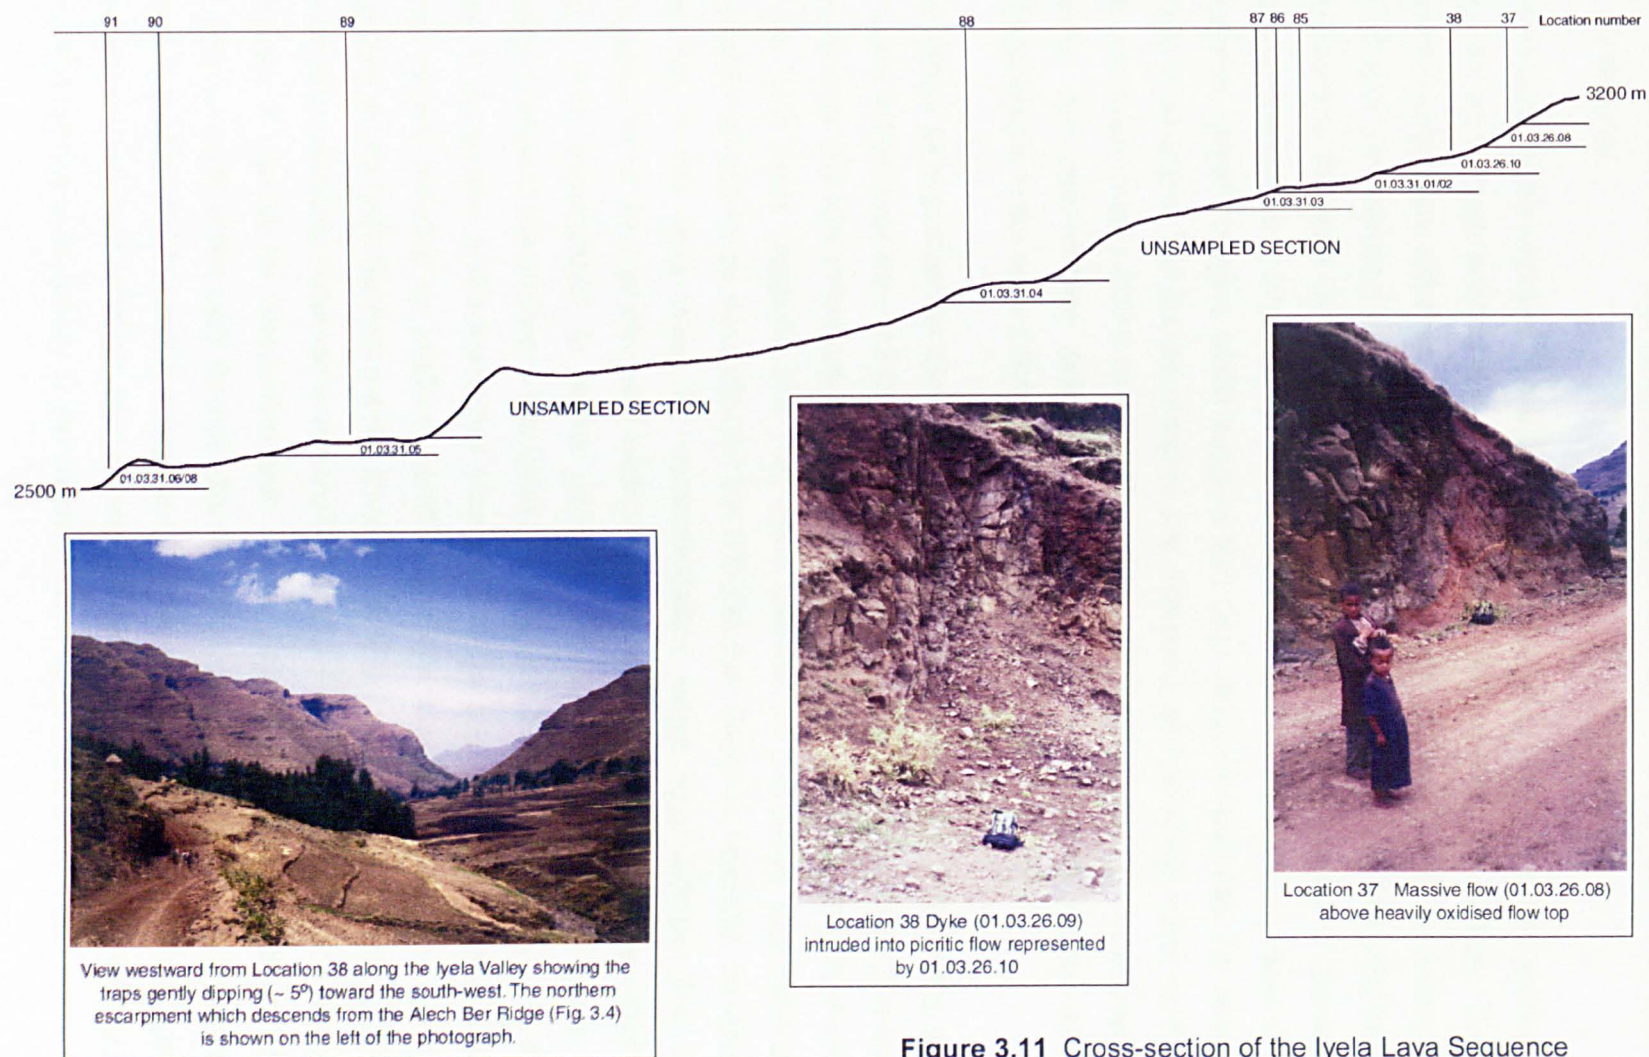 91 90 89 88 87 86 85 38 37 Location number
3200 m
01.03.26.08
01.03.26.10
01.03.31.01/02
01.03.31.03
UNSAMPLED SECTION
01.03.31.04
UNSAMPLED SECTION
01.03.31.05
01.03.31.06/08
2500 m
View westward from Location 38 along the Iyela Valley showing the
traps gently dipping (~ 5º) toward the south-west. The northern
escarpment which descends from the Alech Ber Ridge (Fig. 3.4)
is shown on the left of the photograph.
Location 38 Dyke (01.03.26.09)
intruded into picritic flow represented
by 01.03.26.10
Location 37 Massive flow (01.03.26.08)
above heavily oxidised flow top
Figure 3.11 Cross-section of the Iyela Lava Sequence